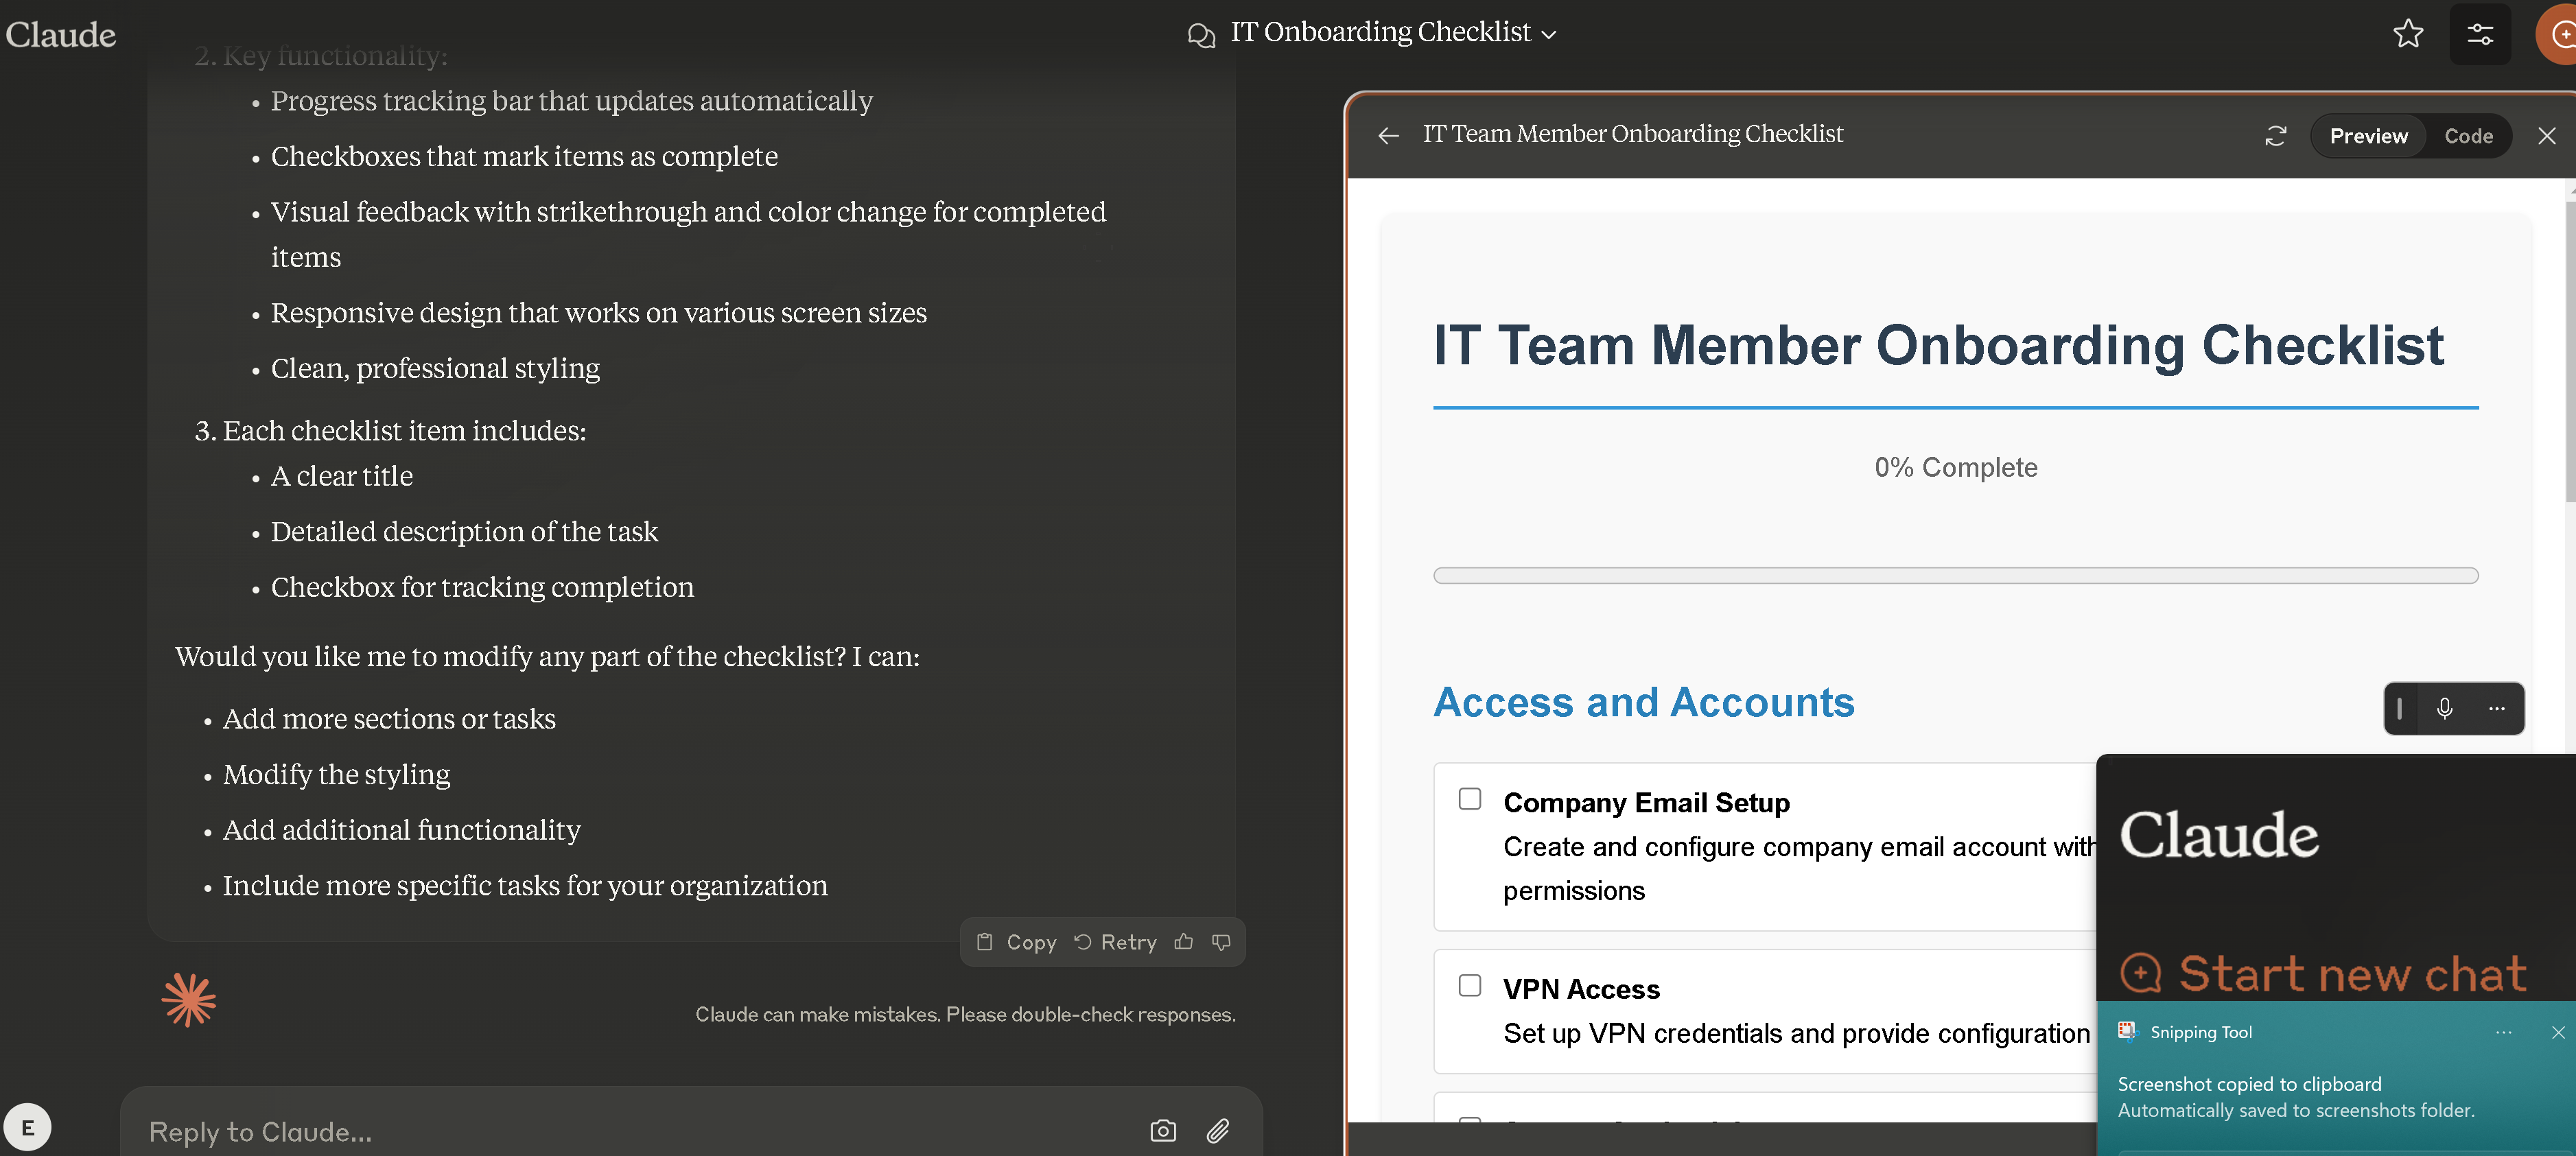 Claude
IT Onboarding Checklist
2. Key functionality:
• Progress tracking bar that updates automatically
• Checkboxes that mark items as complete
• Visual feedback with strikethrough and color change for completed
items
• Responsive design that works on various screen sizes
• Clean, professional styling
3. Each checklist item includes:
• A clear title
• Detailed description of the task
• Checkbox for tracking completion
Would you like me to modify any part of the checklist? I can:
• Add more sections or tasks
• Modify the styling
• Add additional functionality
• Include more specific tasks for your organization
Copy Retry
Claude can make mistakes. Please double-check responses.
E
Reply to Claude...
IT Team Member Onboarding Checklist
Preview Code
IT Team Member Onboarding Checklist
0% Complete
Access and Accounts
Company Email Setup
Create and configure company email account with
permissions
VPN Access
Set up VPN credentials and provide configuration
Claude
Start new chat
Snipping Tool
Screenshot copied to clipboard
Automatically saved to screenshots folder.